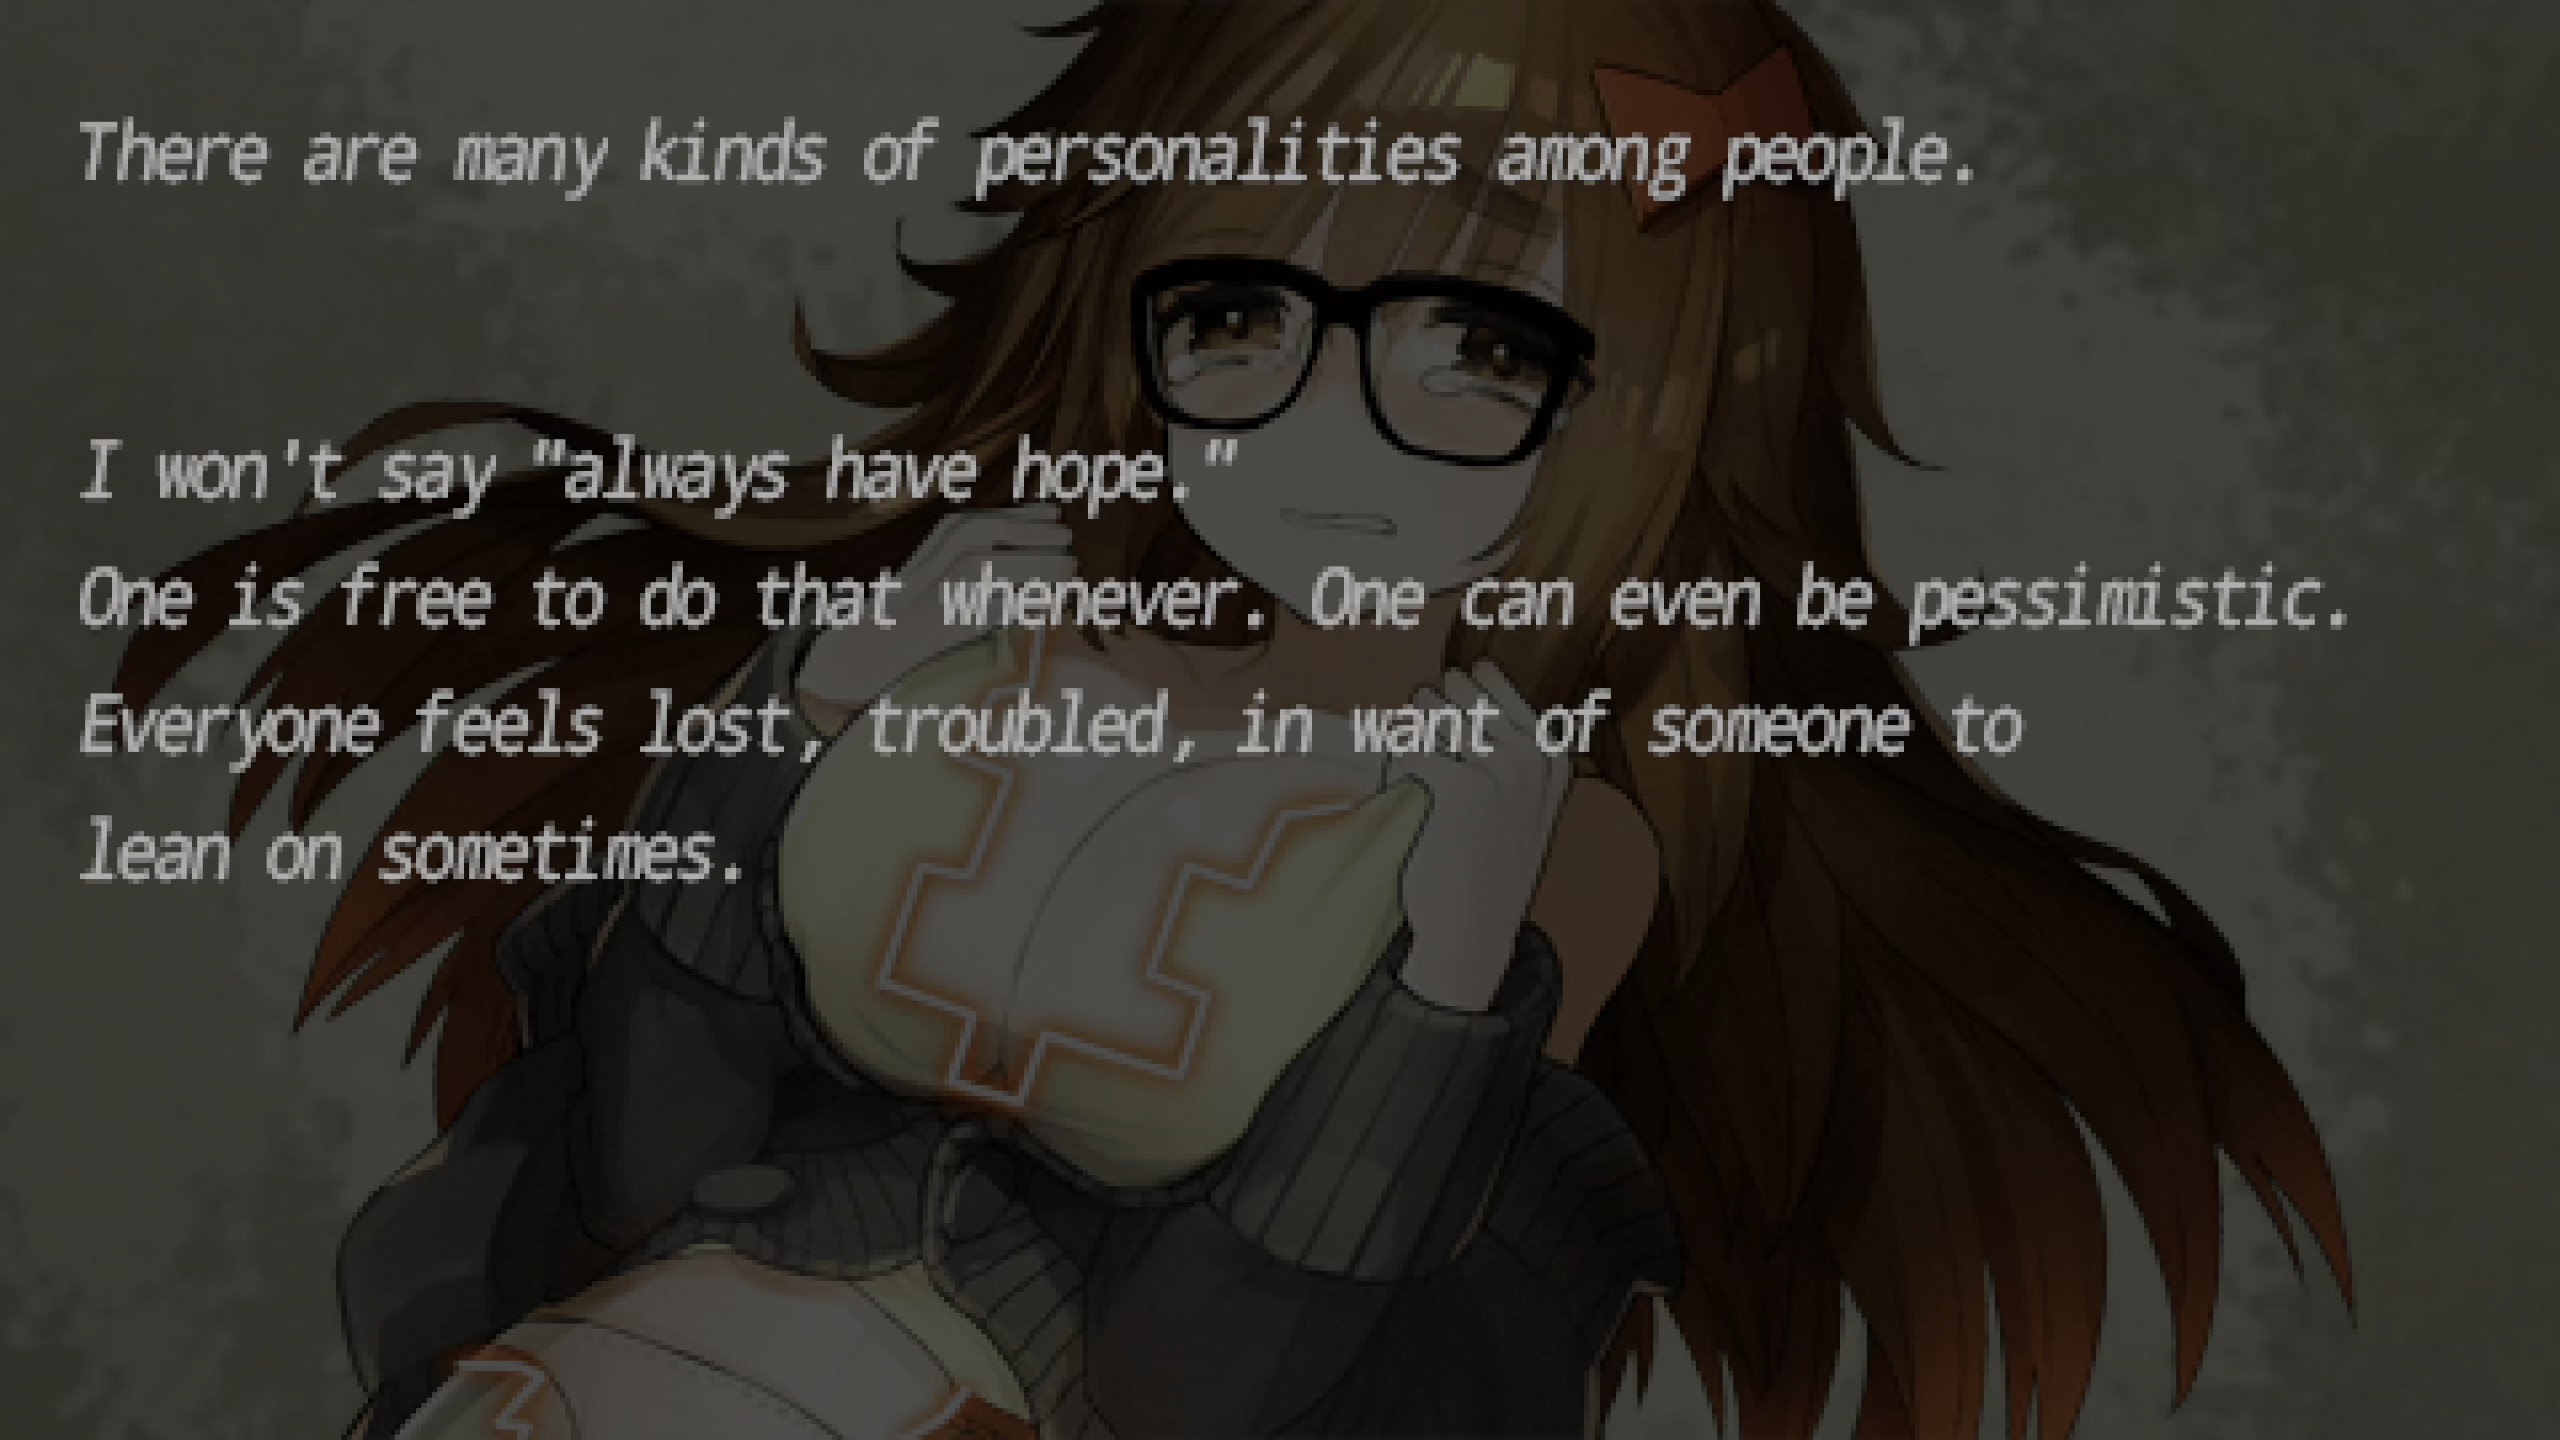 There are many kinds of personalities among people.
I won't say "always have hope."
One is free to do that whenever. One can even be pessimistic.
Everyone feels lost, troubled, in want of someone to
lean on sometimes.